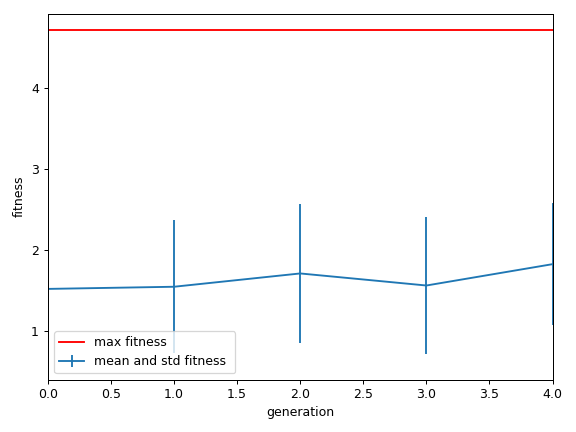 fitness
4
3
2
1
max fitness
mean and std fitness
0.0 0.5 1.0 1.5 2.0 2.5 3.0 3.5 4.0
generation